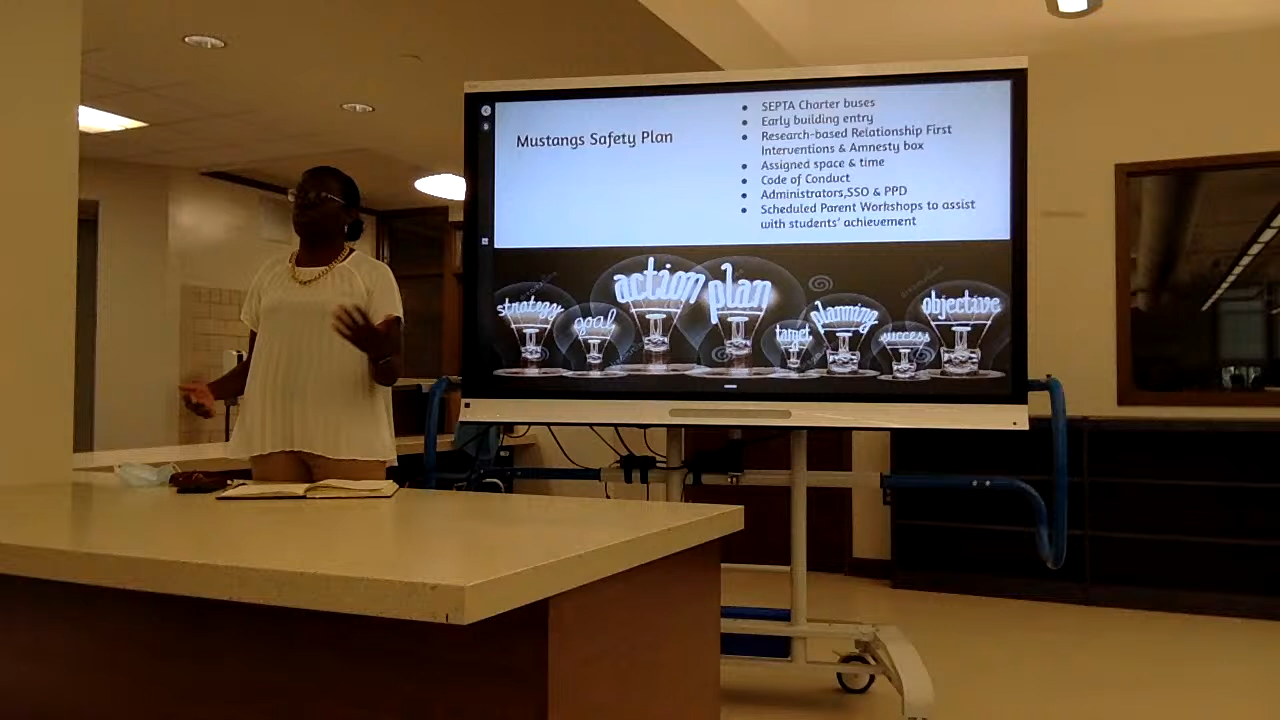 Mustangs Safety Plan
SEPTA Charter buses
Early building entry
Research-based Relationship First
Interventions & Amnesty box
Assigned space & time
Code of Conduct
Administrators,SSO & PPD
Scheduled Parent Workshops to assist
with students' achievement
strategy
goal
action
plan
target
planning
success
objective